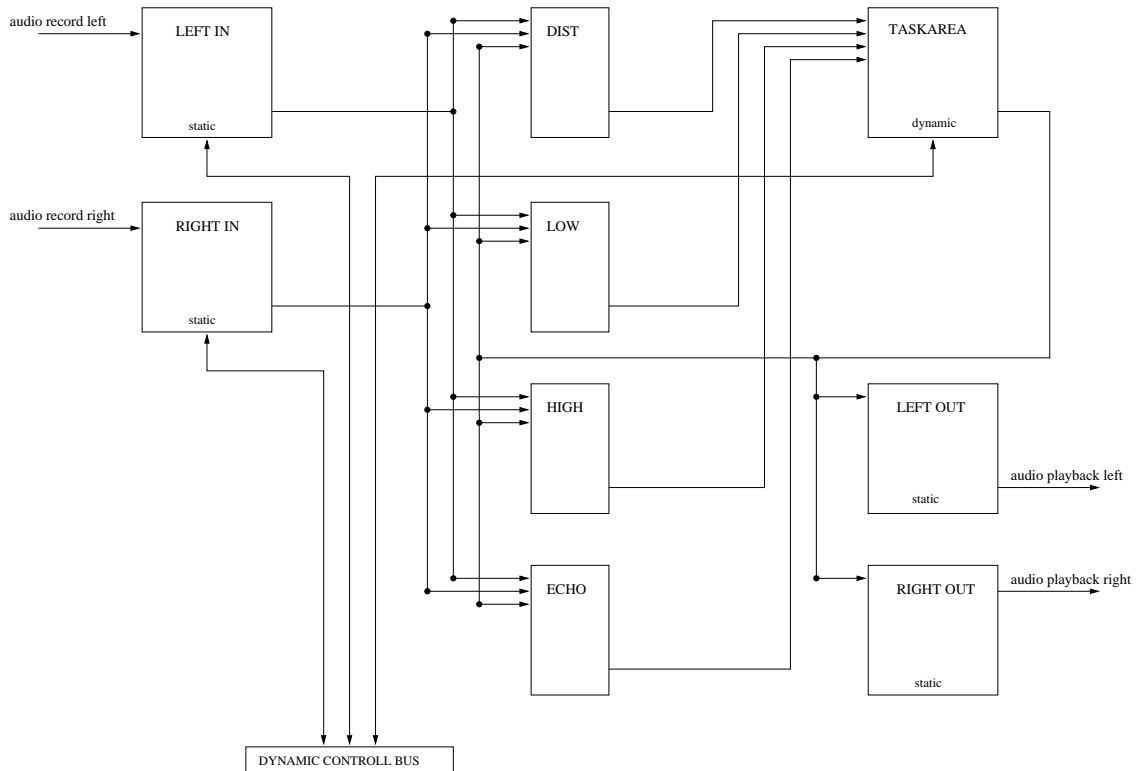 audio record left
LEFT IN
static
DIST
TASKAREA
dynamic
audio record right
RIGHT IN
static
LOW
HIGH
LEFT OUT
static
audio playback left
ECHO
RIGHT OUT
static
audio playback right
DYNAMIC CONTROLL BUS